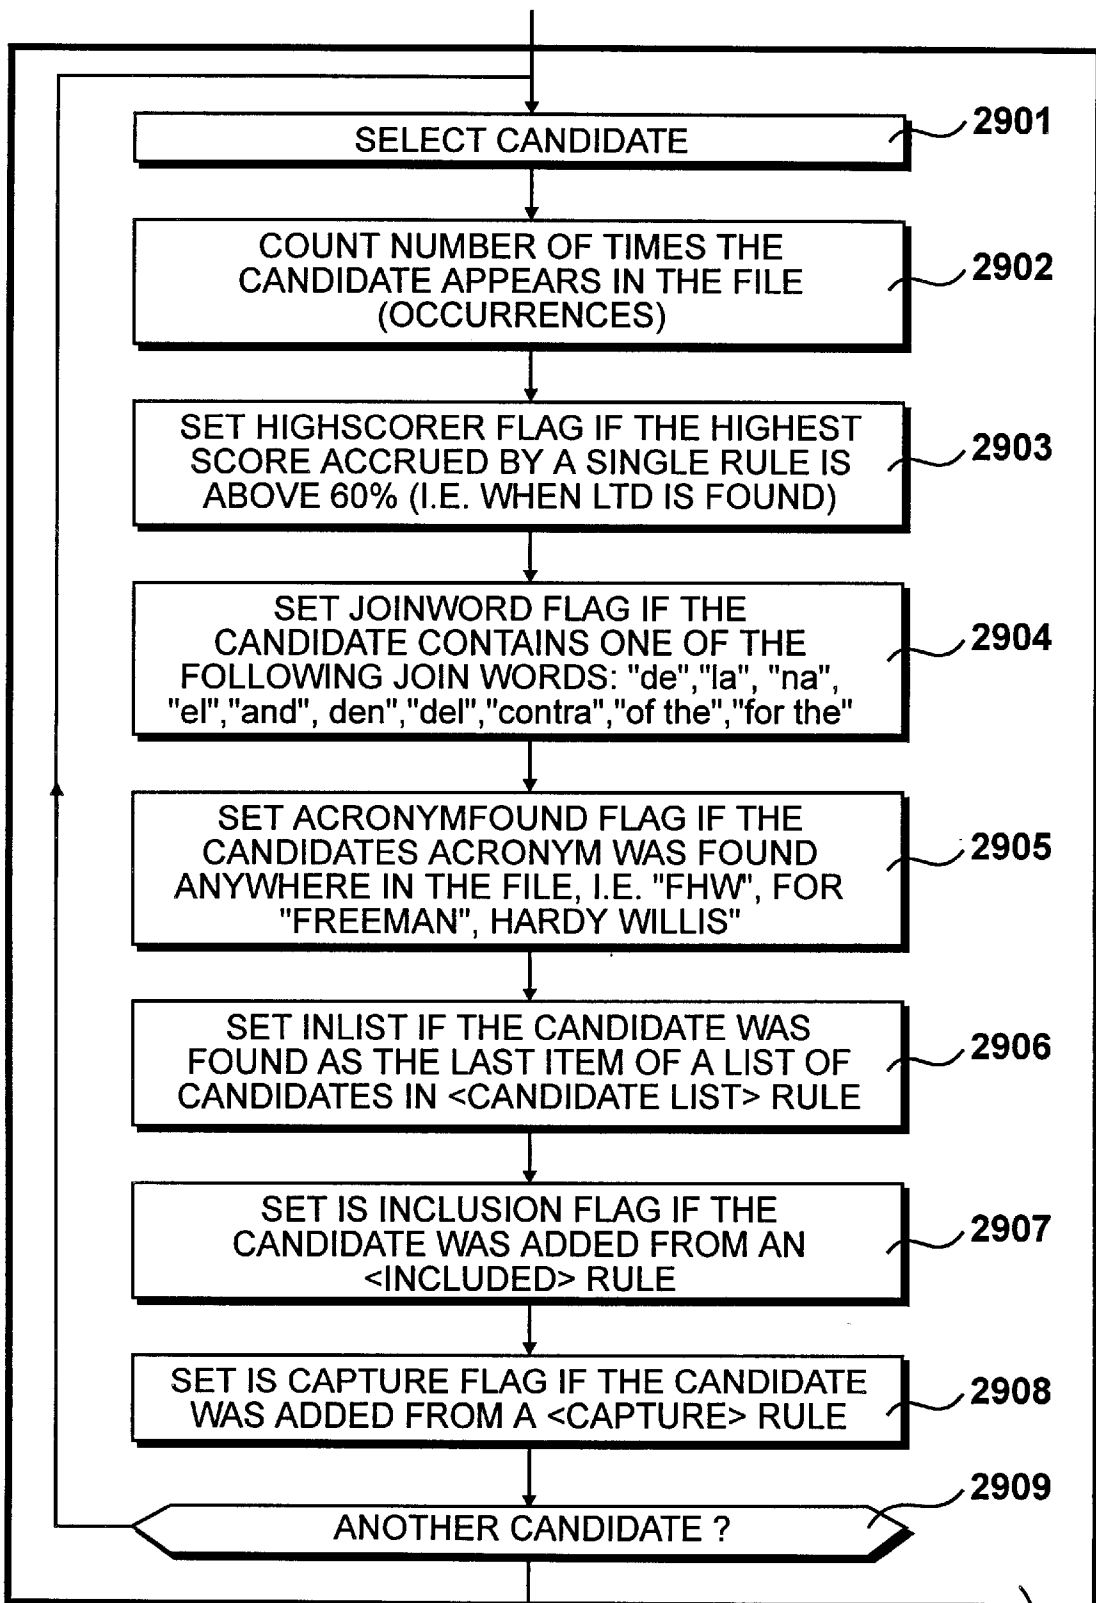 SELECT CANDIDATE
2901
COUNT NUMBER OF TIMES THE
CANDIDATE APPEARS IN THE FILE
(OCCURRENCES)
2902
SET HIGHSCORER FLAG IF THE HIGHEST
SCORE ACCRUED BY A SINGLE RULE IS
ABOVE 60% (I.E. WHEN LTD IS FOUND)
2903
SET JOINWORD FLAG IF THE
CANDIDATE CONTAINS ONE OF THE
FOLLOWING JOIN WORDS: "de","la", "na",
"el","and", den","del","contra","of the","for the"
2904
SET ACRONYMFOUND FLAG IF THE
CANDIDATES ACRONYM WAS FOUND
ANYWHERE IN THE FILE, I.E. "FHW", FOR
"FREEMAN", HARDY WILLIS"
2905
SET INLIST IF THE CANDIDATE WAS
FOUND AS THE LAST ITEM OF A LIST OF
CANDIDATES IN <CANDIDATE LIST> RULE
2906
SET IS INCLUSION FLAG IF THE
CANDIDATE WAS ADDED FROM AN
<INCLUDED> RULE
2907
SET IS CAPTURE FLAG IF THE CANDIDATE
WAS ADDED FROM A <CAPTURE> RULE
2908
ANOTHER CANDIDATE ?
2909